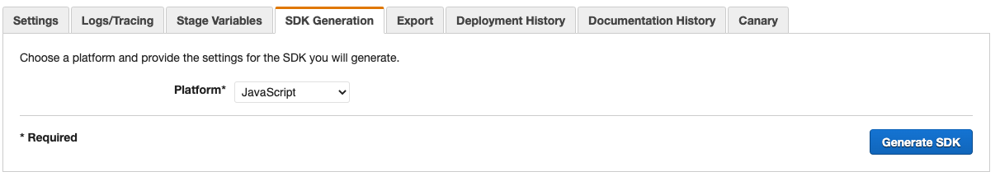 Settings Logs/Tracing Stage Variables SDK Generation Export Deployment History Documentation History Canary
Choose a platform and provide the settings for the SDK you will generate.
Platform* JavaScript
* Required
Generate SDK